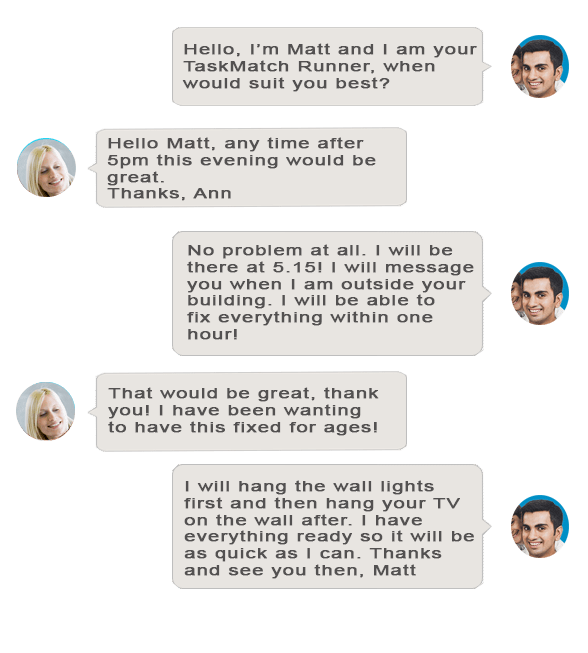 Hello, I'm Matt and I am your
TaskMatch Runner, when
would suit you best?
Hello Matt, any time after
5pm this evening would be
great.
Thanks, Ann
No problem at all. I will be
there at 5.15! I will message
you when I am outside your
building. I will be able to
fix everything within one
hour!
That would be great, thank
you! I have been wanting
to have this fixed for ages!
I will hang the wall lights
first and then hang your TV
on the wall after. I have
everything ready so it will be
as quick as I can. Thanks
and see you then, Matt